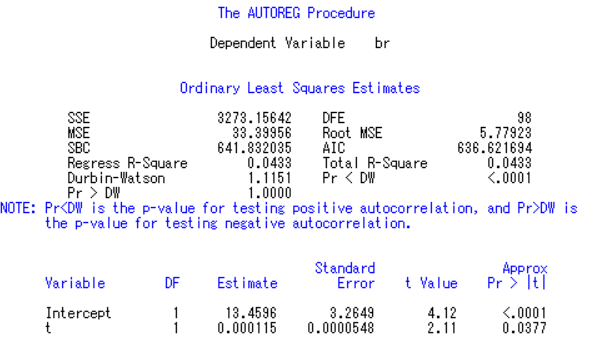 The AUTOREG Procedure
Dependent Variable br
Ordinary Least Squares Estimates
SSE 3273.15642 DFE 98
MSE 33.39956 Root MSE 5.77923
SBC 641.832035 AIC 636.621694
Regress R-Square 0.0433 Total R-Square 0.0433
Durbin-Watson 1.1151 Pr < DW <.0001
Pr > DW 1.0000
NOTE: Pr<DW is the p-value for testing positive autocorrelation, and Pr>DW is
the p-value for testing negative autocorrelation.
Standard Approx
Variable DF Estimate Error t Value Pr > |t|
Intercept 1 13.4596 3.2649 4.12 <.0001
t 1 0.000115 0.0000548 2.11 0.0377